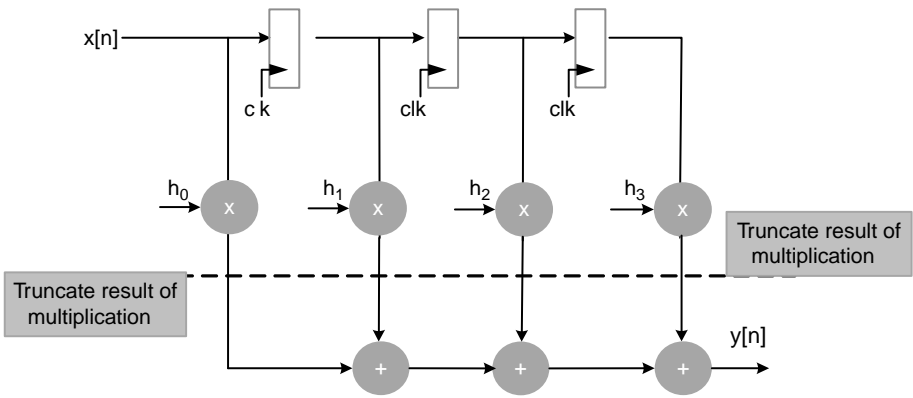 x[n]
c k
clk
clk
h₀
h₁
h₂
h₃
x
x
x
x
Truncate result of
multiplication
Truncate result of
multiplication
y[n]
+
+
+